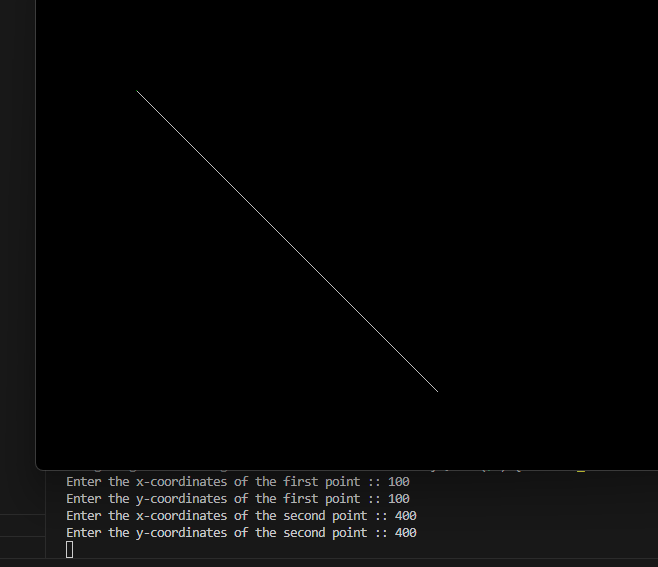 Enter the x-coordinates of the first point :: 100
Enter the y-coordinates of the first point :: 100
Enter the x-coordinates of the second point :: 400
Enter the y-coordinates of the second point :: 400